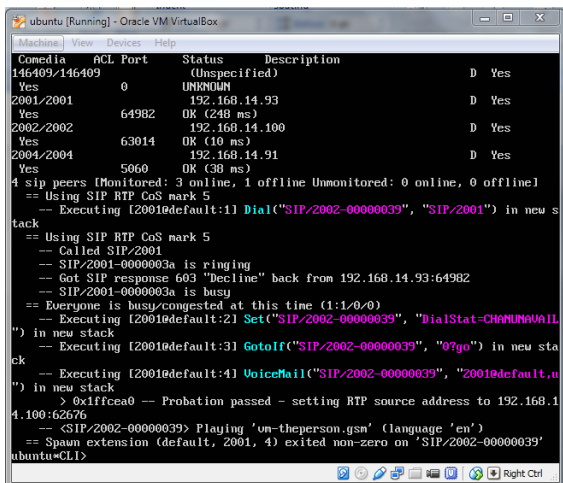 ubuntu [Running] - Oracle VM VirtualBox
Machine View Devices Help
Comedia ACL Port Status Description
146409/146409 (Unspecified) D Yes
Yes 0 UNKNOWN
2001/2001 192.168.14.93 D Yes
Yes 64982 OK (248 ms)
2002/2002 192.168.14.100 D Yes
Yes 63014 OK (10 ms)
2004/2004 192.168.14.91 D Yes
Yes 5060 OK (38 ms)
4 sip peers [Monitored: 3 online, 1 offline Unmonitored: 0 online, 0 offline]
== Using SIP RTP CoS mark 5
-- Executing [2001@default:1] Dial("SIP/2002-00000039", "SIP/2001") in new s
tack
== Using SIP RTP CoS mark 5
-- Called SIP/2001
-- SIP/2001-0000003a is ringing
-- Got SIP response 603 "Decline" back from 192.168.14.93:64982
-- SIP/2001-0000003a is busy
== Everyone is busy/congested at this time (1:1/0/0)
-- Executing [2001@default:2] Set("SIP/2002-00000039", "DialStat=CHANUNAVAIL
") in new stack
-- Executing [2001@default:3] GotoIf("SIP/2002-00000039", "0?go") in new sta
ck
-- Executing [2001@default:4] VoiceMail("SIP/2002-00000039", "2001@default,u
") in new stack
> 0x1ffcea0 -- Probation passed - setting RTP source address to 192.168.1
4.100:62676
-- <SIP/2002-00000039> Playing 'vm-theperson.gsm' (language 'en')
== Spawn extension (default, 2001, 4) exited non-zero on 'SIP/2002-00000039'
ubuntu*CLI>
Right Ctrl